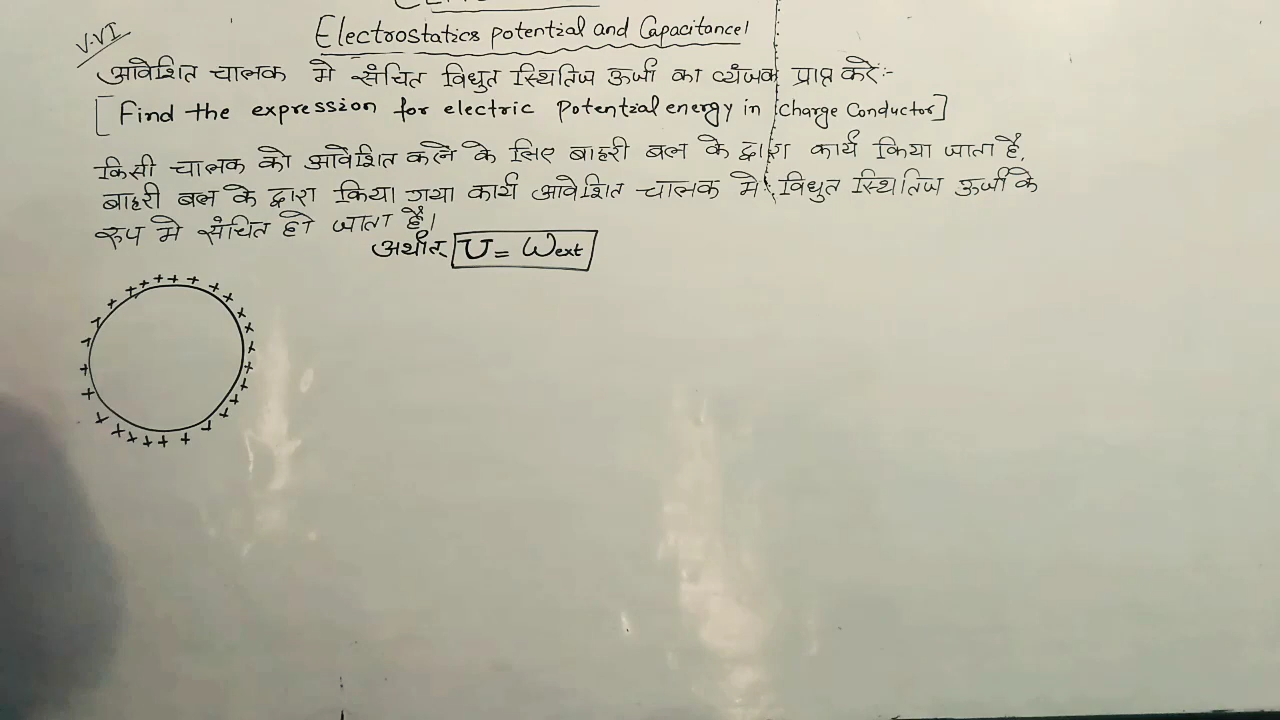 V.V.I
Electrostatics potential and Capacitance
आवेशित चालक मे संचित विधुत स्थितिज ऊर्जा का व्यंजक प्राप्त करे:-
[Find the expression for electric Potential energy in Charge Conductor]
किसी चालक को आवेशित करने के लिए बाहरी बल के द्वारा कार्य किया जाता है,
बाहरी बल के द्वारा किया गया कार्य आवेशित चालक मे विधुत स्थितिज ऊर्जा के
रुप मे संचित हो जाता है।
अर्थात् U = Wext